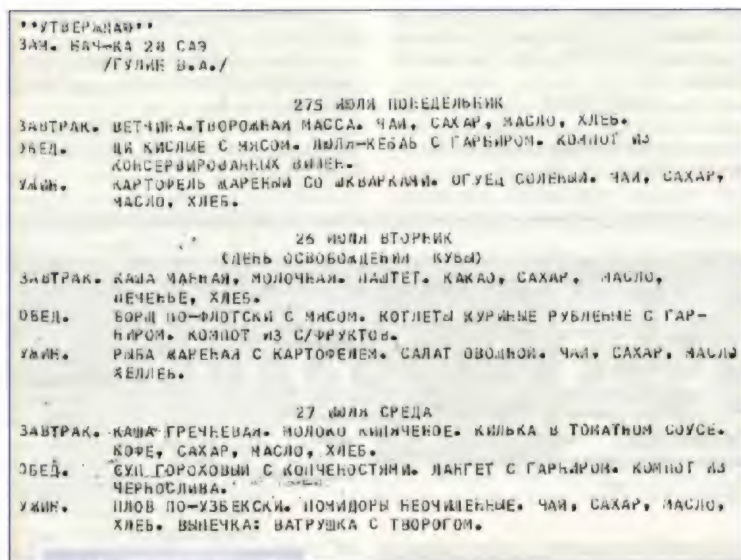 **УТВЕРЖДАЮ**
ЗАМ. НАЧ-КА 28 САЭ
/ГУЛИН В.А./
275 ИЮЛЯ ПОНЕДЕЛЬНИК
ЗАВТРАК. ВЕТЧИНА.ТВОРОЖНАЯ МАССА. ЧАЙ, САХАР, МАСЛО, ХЛЕБ.
ОБЕД. ЩИ КИСЛЫЕ С МЯСОМ. ЛЮЛЯ-КЕБАБ С ГАРНИРОМ. КОМПОТ ИЗ
КОНСЕРВИРОВАННЫХ ВИШЕН.
УЖИН. КАРТОФЕЛЬ ЖАРЕНЫЙ СО ШКВАРКАМИ. ОГУЕЦ СОЛЕНЫЙ. ЧАЙ, САХАР,
МАСЛО, ХЛЕБ.
26 ИЮЛЯ ВТОРНИК
(ДЕНЬ ОСВОБОЖДЕНИЯ КУБЫ)
ЗАВТРАК. КАША МАННАЯ, МОЛОЧНАЯ. ПАШТЕТ. КАКАО, САХАР, МАСЛО,
ПЕЧЕНЬЕ, ХЛЕБ.
ОБЕД. БОРЩ ПО-ФЛОТСКИ С МЯСОМ. КОТЛЕТЫ КУРИНЫЕ РУБЛЕННЫЕ С ГАР-
НИРОМ. КОМПОТ ИЗ С/ФРУКТОВ.
УЖИН. РЫБА ЖАРЕНАЯ С КАРТОФЕЛЕМ. САЛАТ ОВОЩНОЙ. ЧАЙ, САХАР, МАСЛО
ХЕЛЛЕБ.
27 ИЮЛЯ СРЕДА
ЗАВТРАК. КАША ГРЕЧНЕВАЯ. МОЛОКО КИПЯЧЕНОЕ. КИЛЬКА В ТОМАТНОМ СОУСЕ.
КОФЕ, САХАР, МАСЛО, ХЛЕБ.
ОБЕД. СУП ГОРОХОВЫЙ С КОПЧЕНОСТЯМИ. ЛАНГЕТ С ГАРНИРОМ. КОМПОТ ИЗ
ЧЕРНОСЛИВА.
УЖИН. ПЛОВ ПО-УЗБЕКСКИ. ПОМИДОРЫ НЕОЧИЩЕННЫЕ. ЧАЙ, САХАР, МАСЛО,
ХЛЕБ. ВЫПЕЧКА: ВАТРУШКА С ТВОРОГОМ.